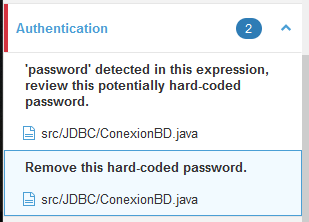 Authentication 2
'password' detected in this expression,
review this potentially hard-coded
password.
src/JDBC/ConexionBD.java
Remove this hard-coded password.
src/JDBC/ConexionBD.java